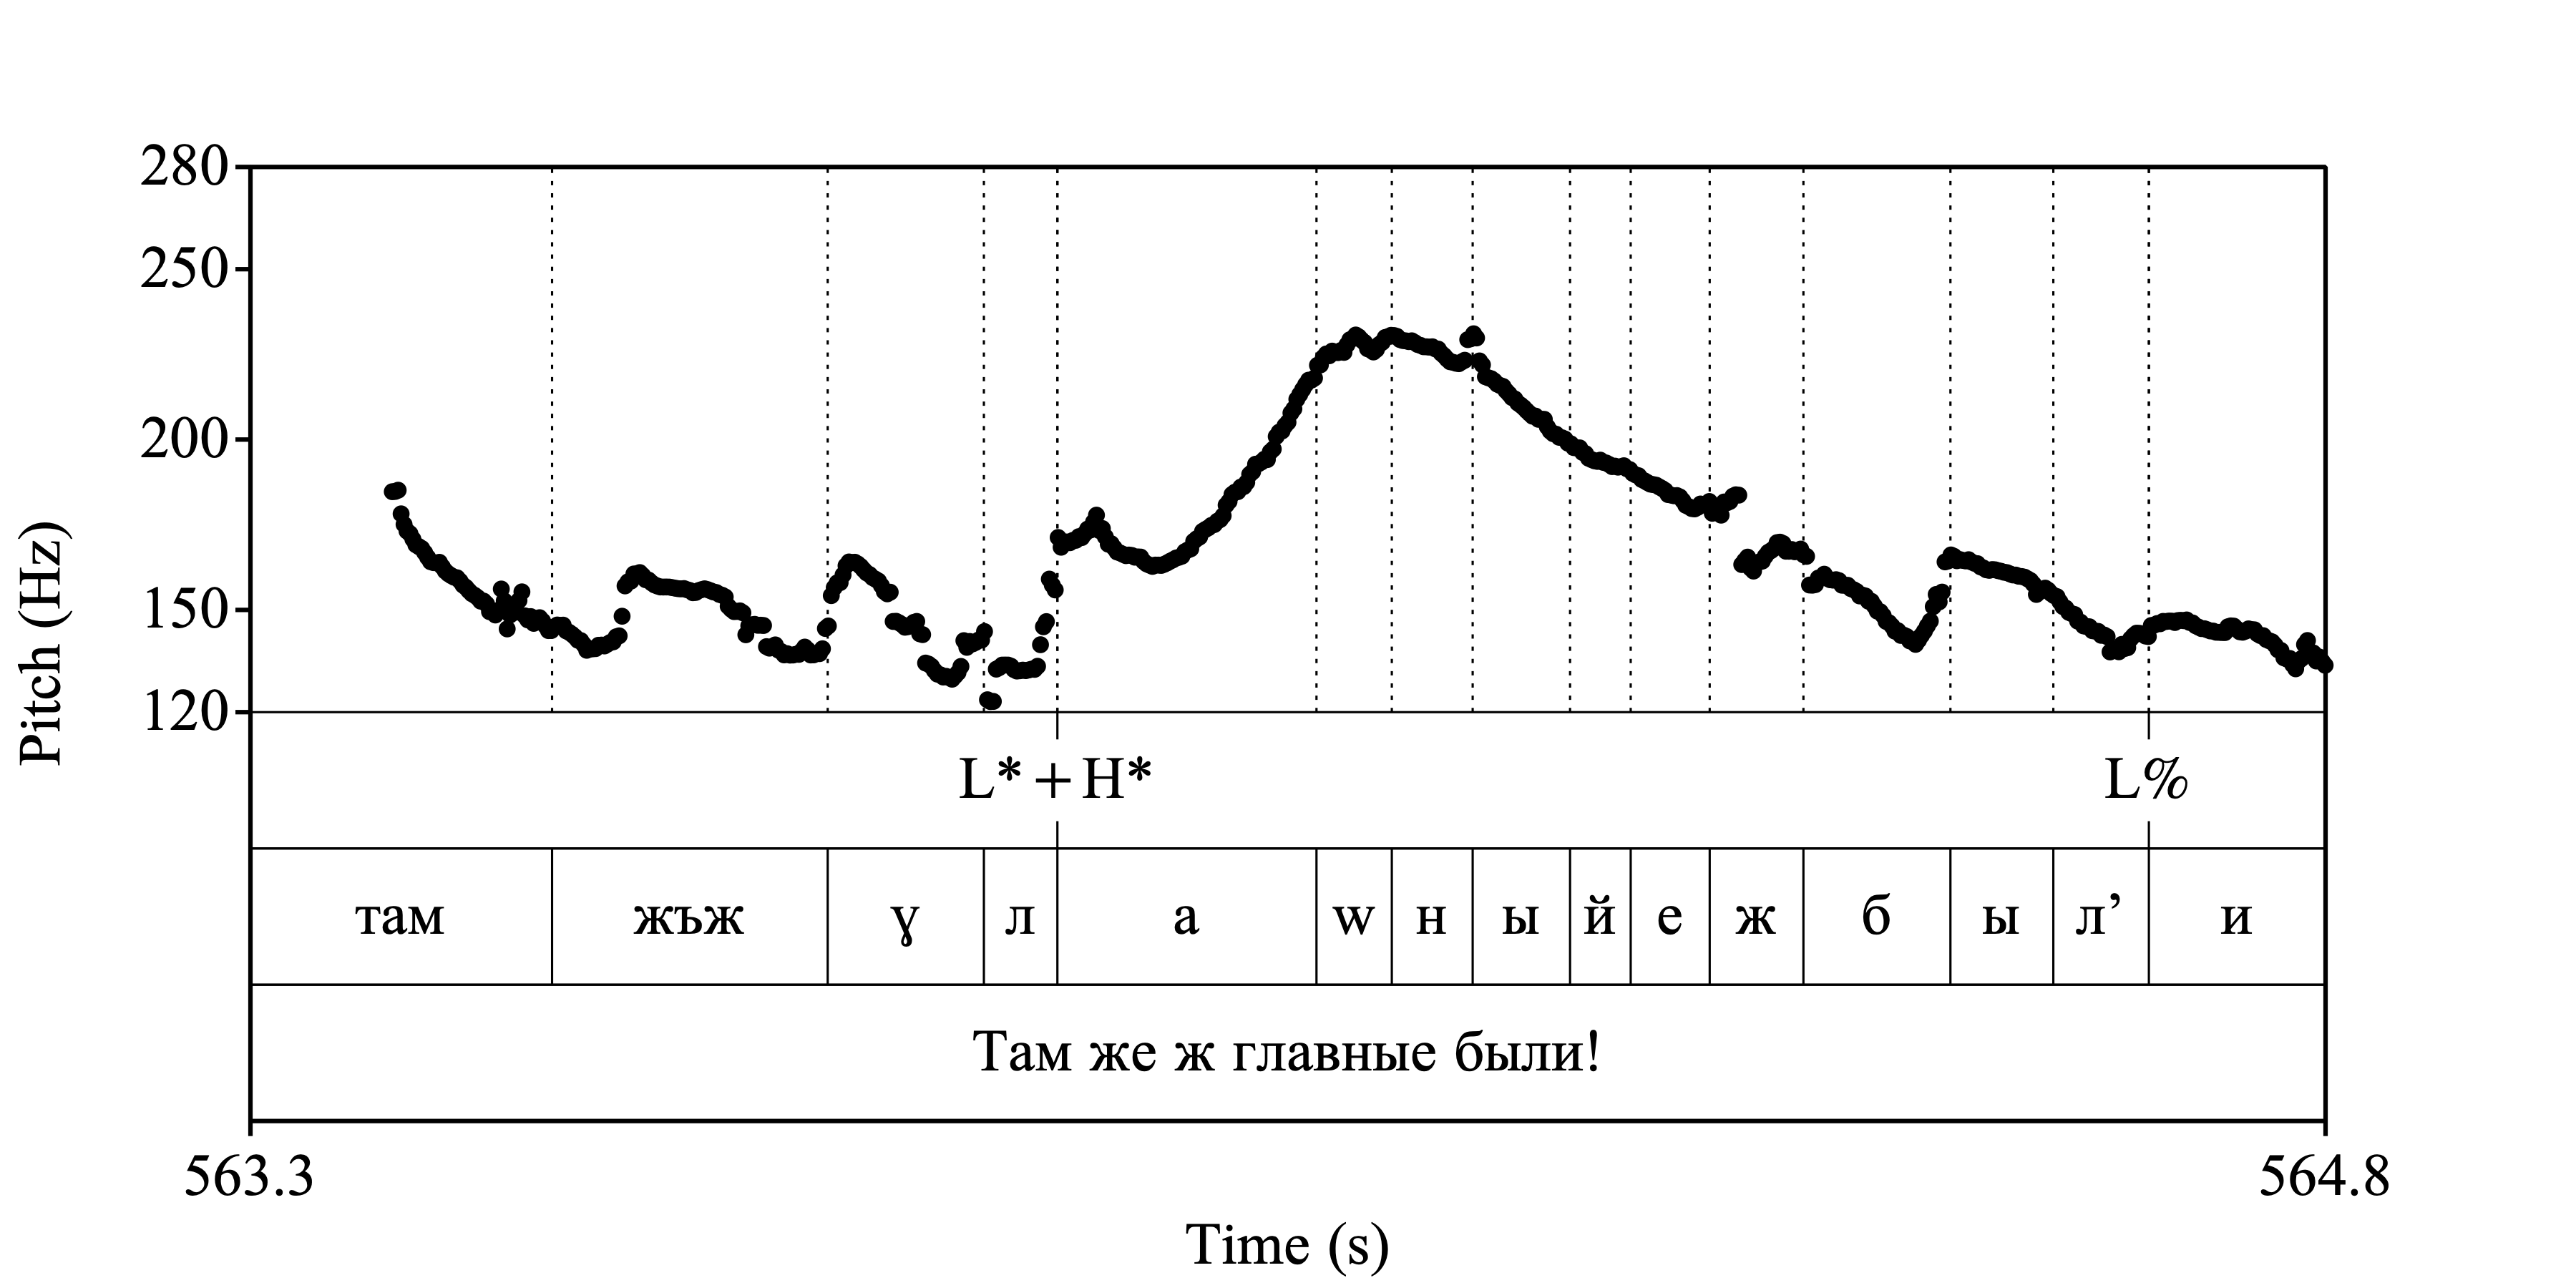 280
250
200
150
120
Pitch (Hz)
L* + H* L%
там жъж ɣ л а w н ы й е ж б ы л’ и
Там же ж главные были!
563.3 564.8
Time (s)